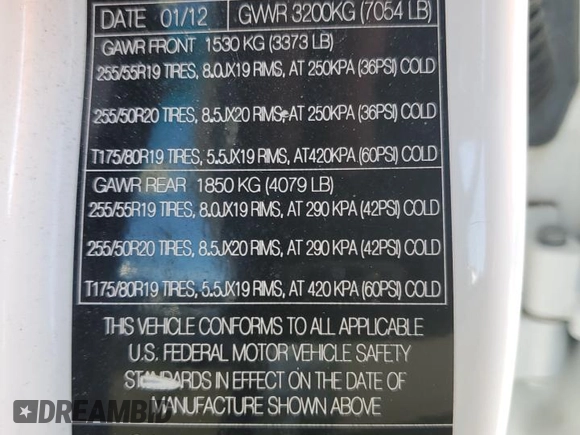 DATE 01/12 GVWR 3200KG (7054 LB)
GAWR FRONT 1530 KG (3373 LB)
255/55R19 TIRES, 8.0JX19 RIMS, AT 250KPA (36PSI) COLD
255/50R20 TIRES, 8.5JX20 RIMS, AT 250KPA (36PSI) COLD
T175/80R19 TIRES, 5.5JX19 RIMS, AT 420KPA (60PSI) COLD
GAWR REAR 1850 KG (4079 LB)
255/55R19 TIRES, 8.0JX19 RIMS, AT 290 KPA (42PSI) COLD
255/50R20 TIRES, 8.5JX20 RIMS, AT 290 KPA (42PSI) COLD
T175/80R19 TIRES, 5.5JX19 RIMS, AT 420 KPA (60PSI) COLD
THIS VEHICLE CONFORMS TO ALL APPLICABLE
U.S. FEDERAL MOTOR VEHICLE SAFETY
STANDARDS IN EFFECT ON THE DATE OF
MANUFACTURE SHOWN ABOVE
DREAMBID